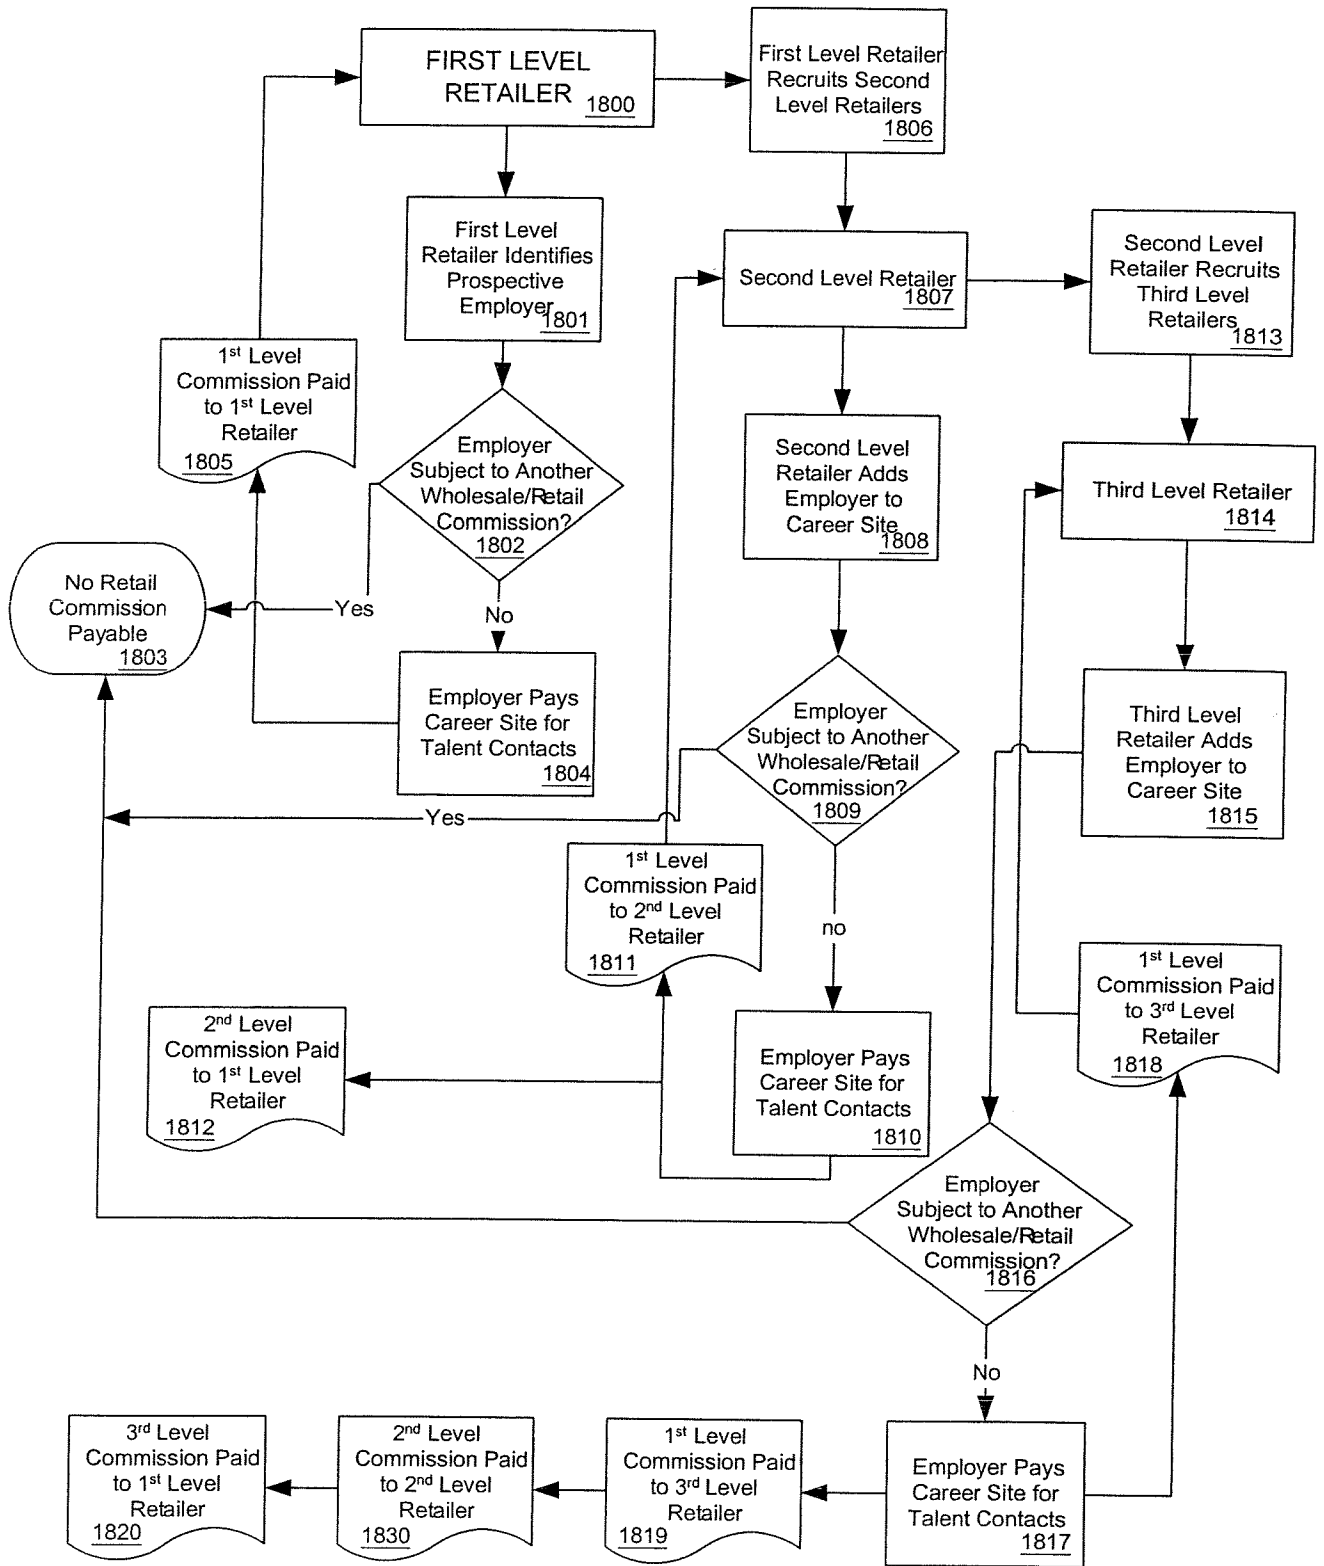 FIRST LEVEL
RETAILER
1800
First Level Retailer
Recruits Second
Level Retailers
1806
First Level
Retailer Identifies
Prospective
Employer
1801
Second Level Retailer
1807
Second Level
Retailer Recruits
Third Level
Retailers
1813
1st Level
Commission Paid
to 1st Level
Retailer
1805
Employer
Subject to Another
Wholesale/Retail
Commission?
1802
Second Level
Retailer Adds
Employer to
Career Site
1808
Third Level Retailer
1814
No Retail
Commission
Payable
1803
Yes
No
Employer Pays
Career Site for
Talent Contacts
1804
Employer
Subject to Another
Wholesale/Retail
Commission?
1809
Third Level
Retailer Adds
Employer to
Career Site
1815
Yes
1st Level
Commission Paid
to 2nd Level
Retailer
1811
no
1st Level
Commission Paid
to 3rd Level
Retailer
1818
2nd Level
Commission Paid
to 1st Level
Retailer
1812
Employer Pays
Career Site for
Talent Contacts
1810
Employer
Subject to Another
Wholesale/Retail
Commission?
1816
No
3rd Level
Commission Paid
to 1st Level
Retailer
1820
2nd Level
Commission Paid
to 2nd Level
Retailer
1830
1st Level
Commission Paid
to 3rd Level
Retailer
1819
Employer Pays
Career Site for
Talent Contacts
1817